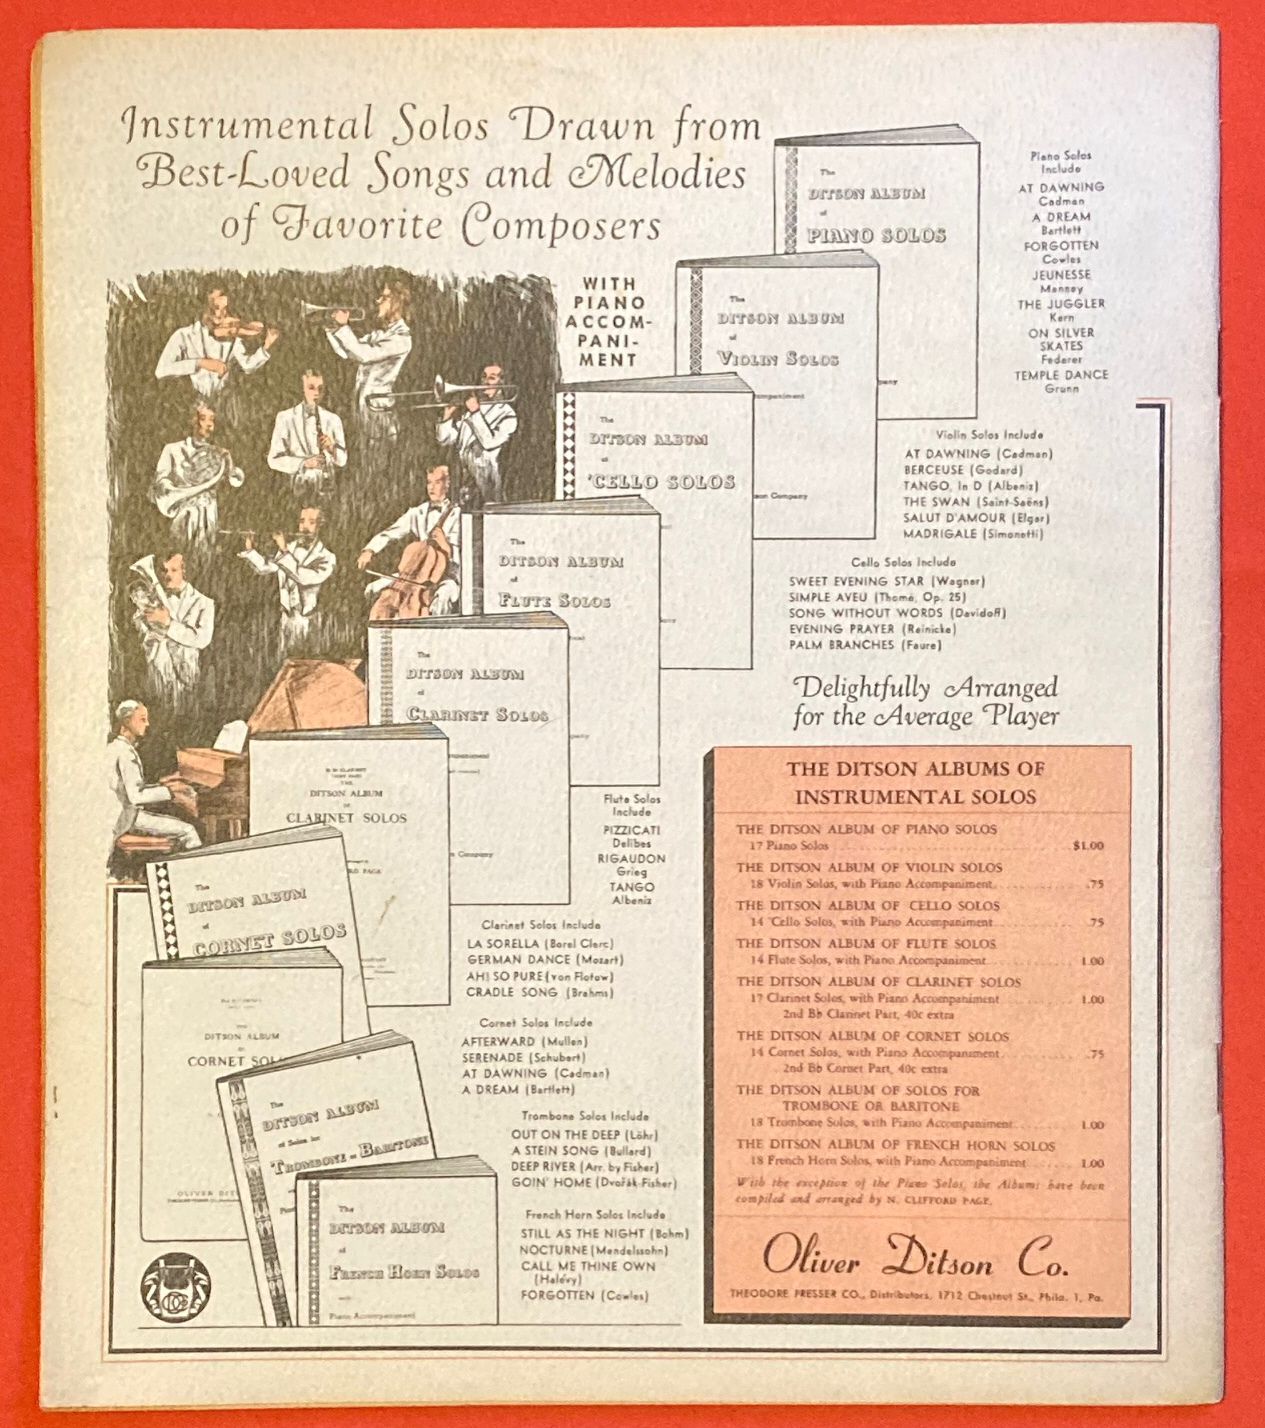 Instrumental Solos Drawn from
Best-Loved Songs and Melodies
of Favorite Composers
WITH
PIANO
ACCOM-
PANI-
MENT
The
DITSON ALBUM
of
PIANO SOLOS
Piano Solos
Include
AT DAWNING
Cadman
A DREAM
Bartlett
FORGOTTEN
Cowles
JEUNESSE
Manney
THE JUGGLER
Kern
ON SILVER
SKATES
Federer
TEMPLE DANCE
Grunn
The
DITSON ALBUM
of
VIOLIN SOLOS
Violin Solos Include
AT DAWNING (Cadman)
BERCEUSE (Godard)
TANGO, In D (Albeniz)
THE SWAN (Saint-Saëns)
SALUT D'AMOUR (Elgar)
MADRIGALE (Simonetti)
The
DITSON ALBUM
of
'CELLO SOLOS
Company
Cello Solos Include
SWEET EVENING STAR (Wagner)
SIMPLE AVEU (Thomé, Op. 25)
SONG WITHOUT WORDS (Davidoff)
EVENING PRAYER (Reinicke)
PALM BRANCHES (Faure)
The
DITSON ALBUM
of
FLUTE SOLOS
Flute Solos
Include
PIZZICATI
Delibes
RIGAUDON
Grieg
TANGO
Albeniz
The
DITSON ALBUM
of
CLARINET SOLOS
THE
DITSON ALBUM
OF
CLARINET SOLOS
PAGE
Company
Clarinet Solos Include
LA SORELLA (Borel Clerc)
GERMAN DANCE (Mozart)
AH! SO PURE (von Flotow)
CRADLE SONG (Brahms)
The
DITSON ALBUM
of
CORNET SOLOS
THE
DITSON ALBUM
OF
CORNET SOL
OLIVER DITS
Cornet Solos Include
AFTERWARD (Mullen)
SERENADE (Schubert)
AT DAWNING (Cadman)
A DREAM (Bartlett)
The
DITSON ALBUM
of Solos for
TROMBONE or BARITONE
Trombone Solos Include
OUT ON THE DEEP (Löhr)
A STEIN SONG (Bullard)
DEEP RIVER (Arr. by Fisher)
GOIN' HOME (Dvořák-Fisher)
The
DITSON ALBUM
of
FRENCH HORN SOLOS
with
Piano Accompaniment
French Horn Solos Include
STILL AS THE NIGHT (Bohm)
NOCTURNE (Mendelssohn)
CALL ME THINE OWN
(Halévy)
FORGOTTEN (Cowles)
Delightfully Arranged
for the Average Player
THE DITSON ALBUMS OF
INSTRUMENTAL SOLOS
THE DITSON ALBUM OF PIANO SOLOS
17 Piano Solos $1.00
THE DITSON ALBUM OF VIOLIN SOLOS
18 Violin Solos, with Piano Accompaniment .75
THE DITSON ALBUM OF CELLO SOLOS
14 'Cello Solos, with Piano Accompaniment .75
THE DITSON ALBUM OF FLUTE SOLOS
14 Flute Solos, with Piano Accompaniment 1.00
THE DITSON ALBUM OF CLARINET SOLOS
17 Clarinet Solos, with Piano Accompaniment 1.00
2nd Bb Clarinet Part, 40c extra
THE DITSON ALBUM OF CORNET SOLOS
14 Cornet Solos, with Piano Accompaniment .75
2nd Bb Cornet Part, 40c extra
THE DITSON ALBUM OF SOLOS FOR
TROMBONE OR BARITONE
18 Trombone Solos, with Piano Accompaniment 1.00
THE DITSON ALBUM OF FRENCH HORN SOLOS
18 French Horn Solos, with Piano Accompaniment 1.00
With the exception of the Piano Solos, the Albums have been
compiled and arranged by N. CLIFFORD PAGE.
Oliver Ditson Co.
THEODORE PRESSER CO., Distributors, 1712 Chestnut St., Phila. 1, Pa.